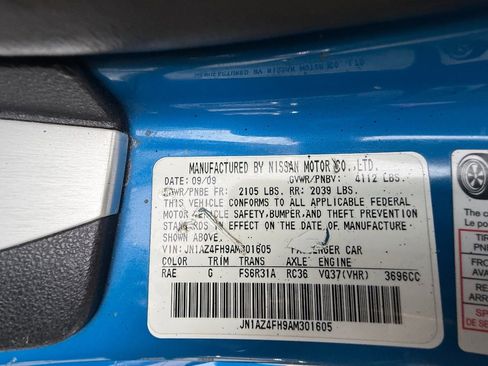 MANUFACTURED BY NISSAN MOTOR CO., LTD.
DATE: 09/09 GVWR/PNBV: 4112 LBS.
GAWR/PNBE FR: 2105 LBS. RR: 2039 LBS.
THIS VEHICLE CONFORMS TO ALL APPLICABLE FEDERAL
MOTOR VEHICLE SAFETY, BUMPER, AND THEFT PREVENTION
STANDARDS IN EFFECT ON THE DATE OF MANUFACTURE
SHOWN ABOVE.
VIN: JN1AZ4FH9AM301605 PASSENGER CAR
COLOR TRIM TRANS AXLE ENGINE
RAE G FS6R31A RC36 VQ37(VHR) 3696CC
JN1AZ4FH9AM301605
The c
Le po